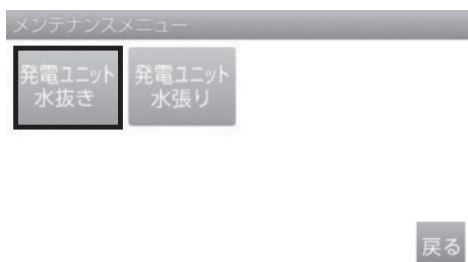 メンテナンスメニュー
発電ユニット
水抜き
発電ユニット
水張り
戻る